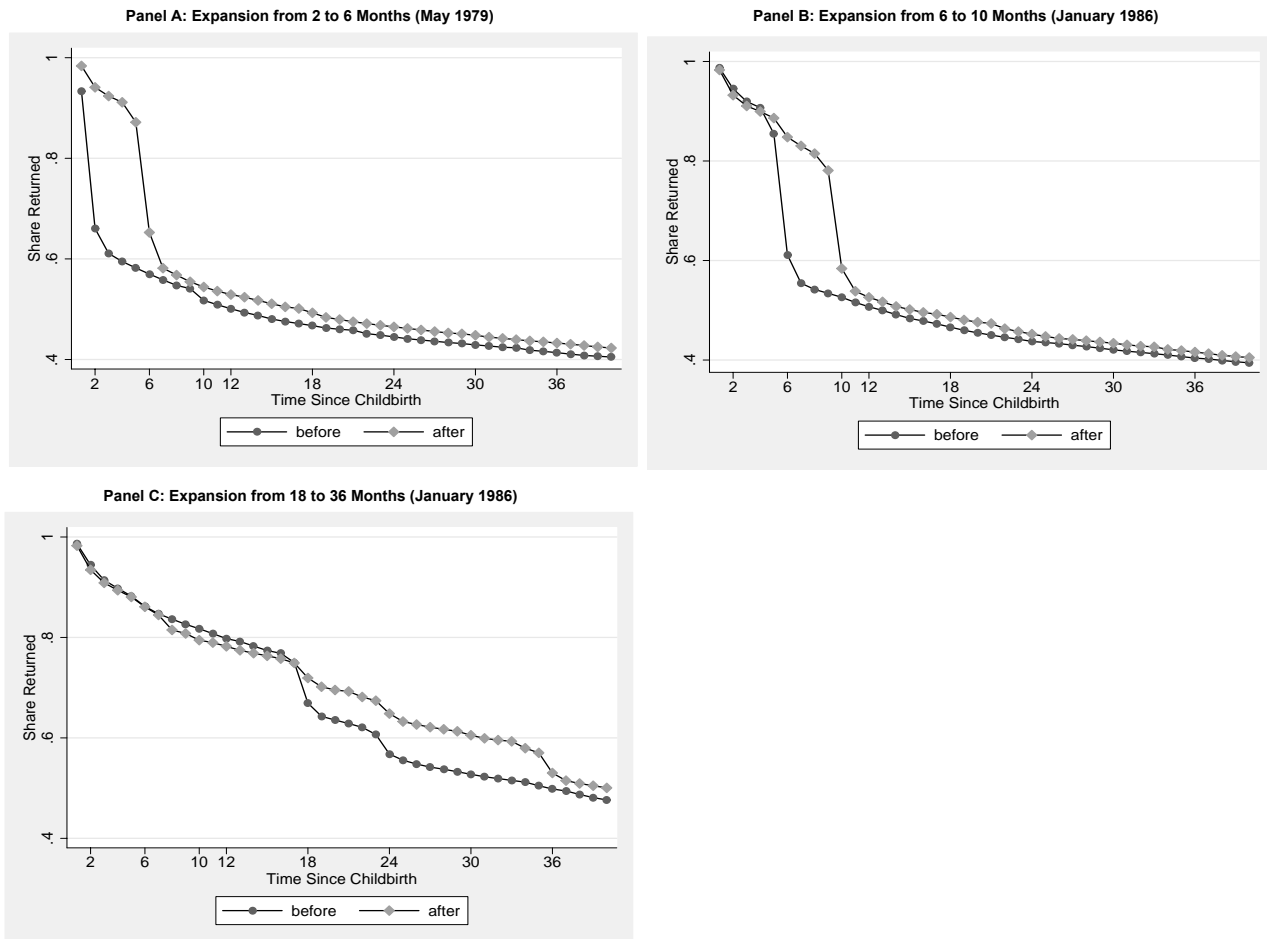 Panel A: Expansion from 2 to 6 Months (May 1979)
Share Returned
1
.8
.6
.4
2 6 10 12 18 24 30 36
Time Since Childbirth
before after
Panel B: Expansion from 6 to 10 Months (January 1986)
Share Returned
1
.8
.6
.4
2 6 10 12 18 24 30 36
Time Since Childbirth
before after
Panel C: Expansion from 18 to 36 Months (January 1986)
Share Returned
1
.8
.6
.4
2 6 10 12 18 24 36
Time Since Childbirth
before after